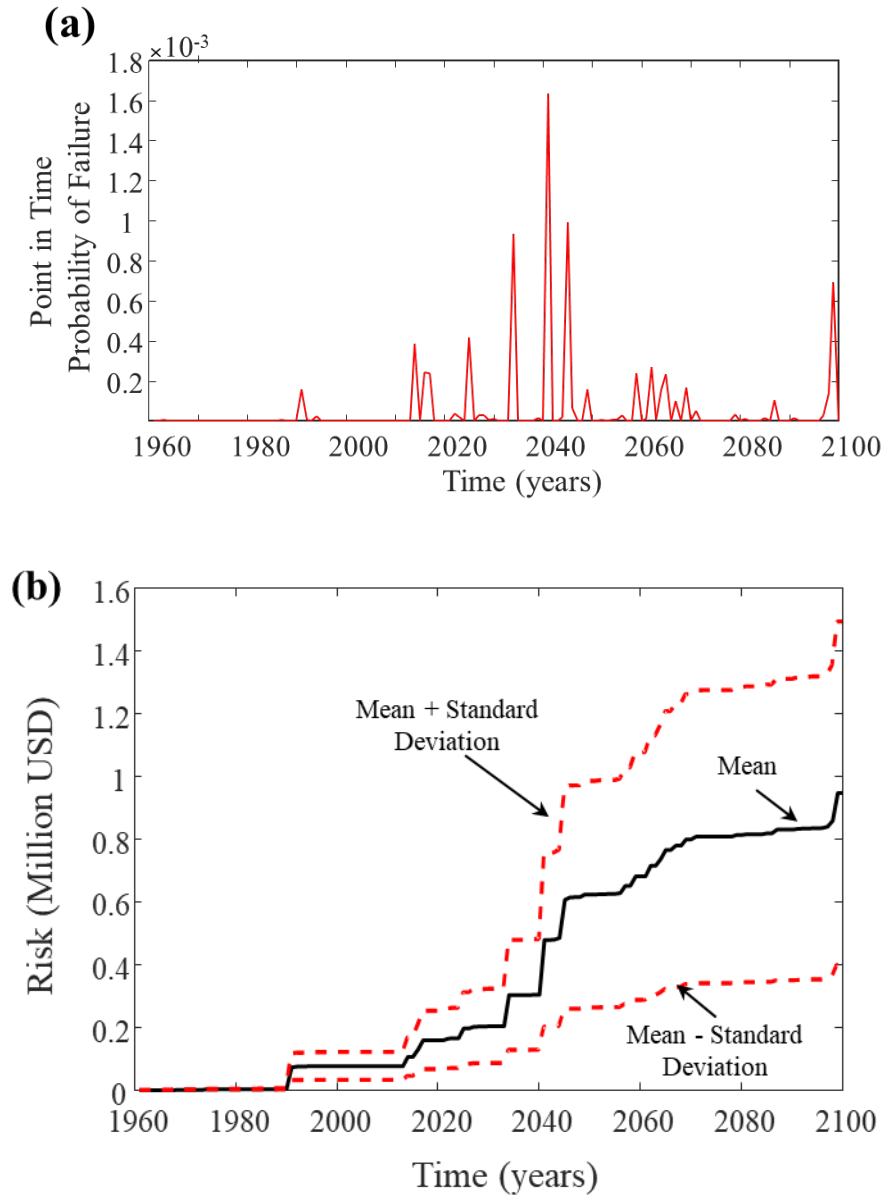 (a)
×10-3
1.8
1.6
1.4
1.2
1
0.8
0.6
0.4
0.2
Point in Time
Probability of Failure
1960 1980 2000 2020 2040 2060 2080 2100
Time (years)
(b)
1.6
1.4
1.2
1
0.8
0.6
0.4
0.2
0
Risk (Million USD)
Mean + Standard
Deviation
Mean
Mean - Standard
Deviation
1960 1980 2000 2020 2040 2060 2080 2100
Time (years)